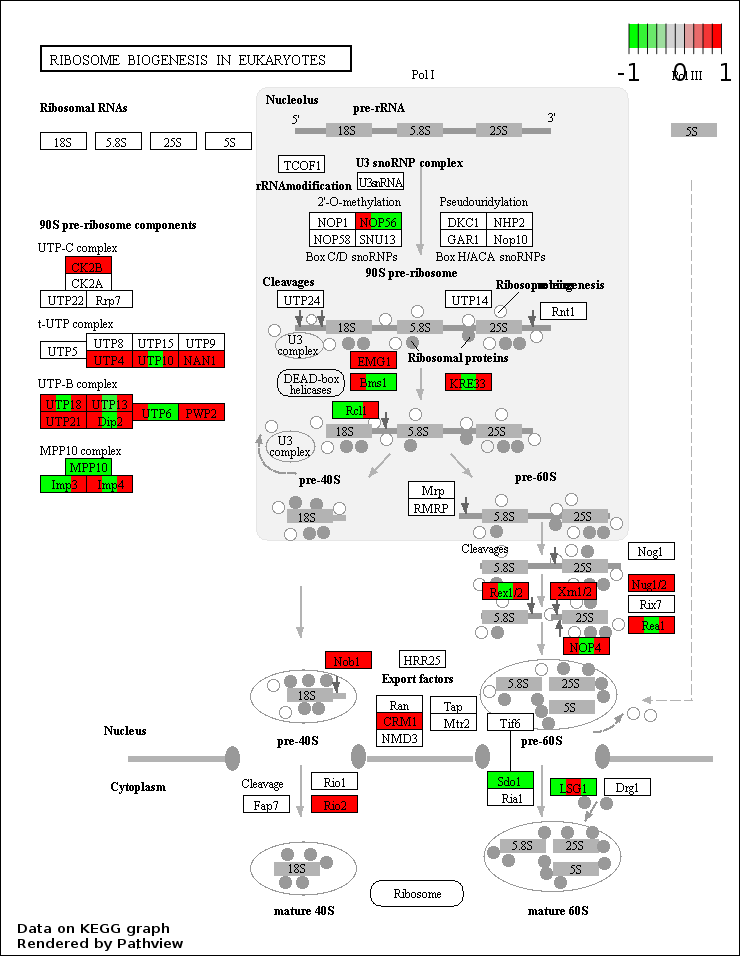 -1 0 1
RIBOSOME BIOGENESIS IN EUKARYOTES
Pol I
Pol III
Ribosomal RNAs
18S 5.8S 25S 5S
Nucleolus
pre-rRNA
5' 3'
18S 5.8S 25S
5S
TCOF1
U3 snoRNP complex
U3snRNA
rRNAmodification
2'-O-methylation
NOP1 NOP56
NOP58 SNU13
Box C/D snoRNPs
Pseudouridylation
DKC1 NHP2
GAR1 Nop10
Box H/ACA snoRNPs
90S pre-ribosome components
UTP-C complex
CK2B
CK2A
UTP22 Rrp7
t-UTP complex
UTP5
UTP8 UTP15 UTP9
UTP4 UTP10 NAN1
UTP-B complex
UTP18 UTP13
UTP21 Dip2
UTP6 PWP2
MPP10 complex
MPP10
Imp3 Imp4
90S pre-ribosome
Cleavages
UTP24
UTP14
Rnt1
18S 5.8S 25S
U3
complex
Ribosomal proteins
EMG1
Bms1
KRE33
DEAD-box
helicases
Rcl1
18S 5.8S 25S
U3
complex
pre-40S
pre-60S
18S
Mrp
RMRP
5.8S 25S
Cleavages
5.8S 25S
Nog1
Rex1/2
Xrn1/2
Nug1/2
Rix7
5.8S 25S
Rea1
NOP4
Nob1
HRR25
Export factors
Ran
CRM1
NMD3
Tap
Mtr2
18S
5.8S 25S
5S
Tif6
Nucleus
pre-40S
pre-60S
Cytoplasm
Cleavage
Fap7
Rio1
Rio2
Sdo1
Ria1
LSG1
Drg1
18S
5.8S 25S
5S
Ribosome
mature 40S
mature 60S
Data on KEGG graph
Rendered by Pathview